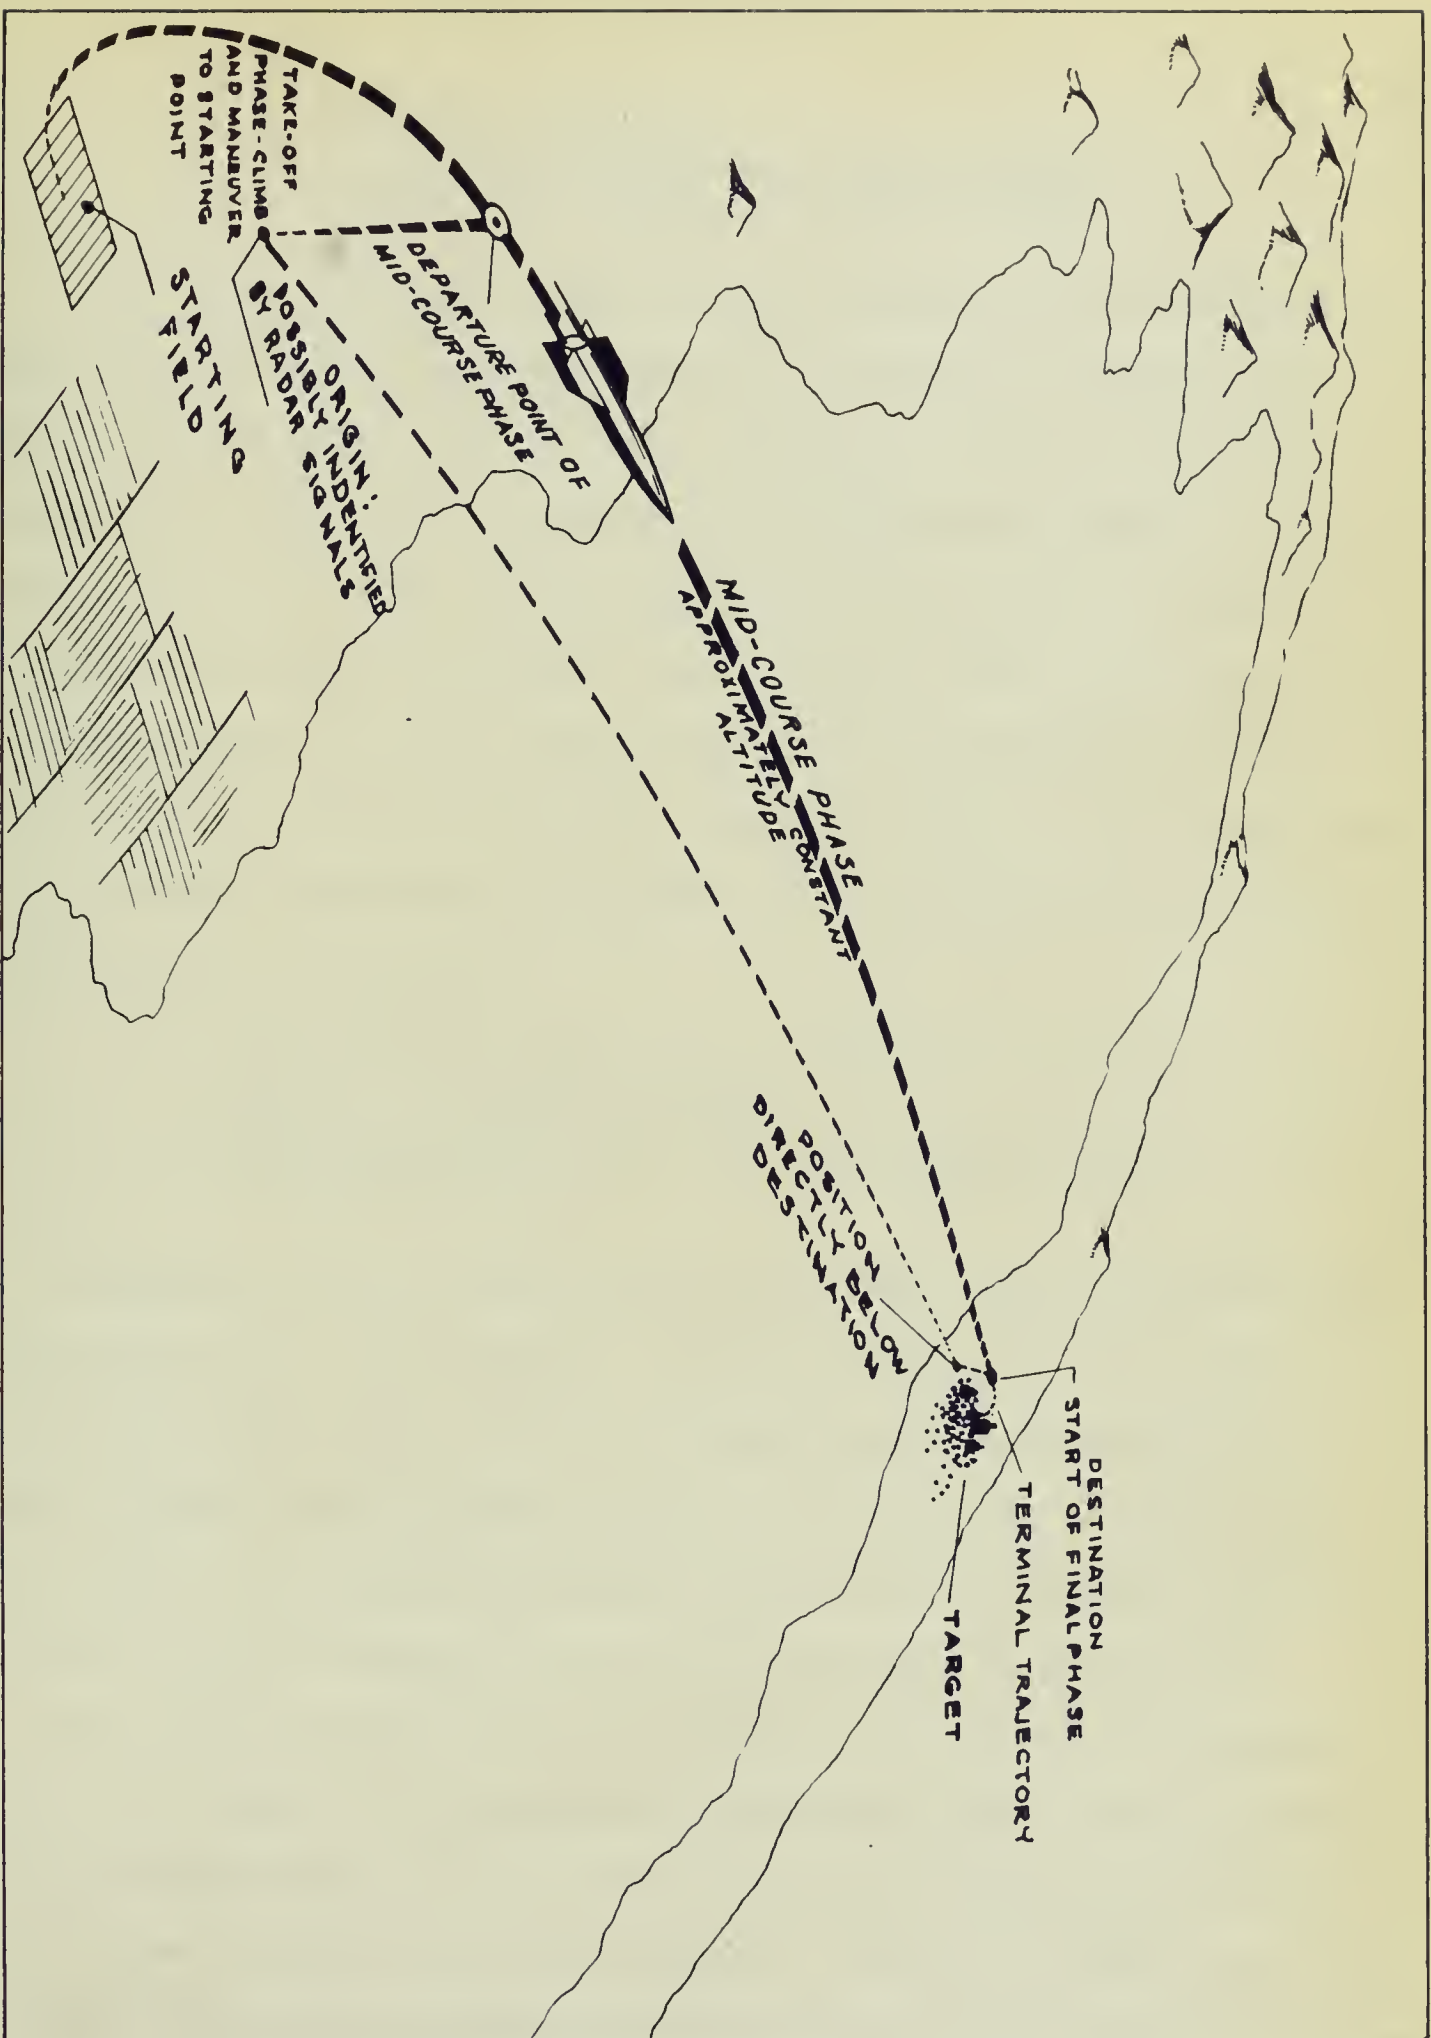 TAKE-OFF
PHASE-CLIMB
AND MANEUVER
TO STARTING
POINT
STARTING
FIELD
ORIGIN:
POSSIBLY INDENTIFIED
BY RADAR SIGNALS
DEPARTURE POINT OF
MID-COURSE PHASE
MID-COURSE PHASE
APPROXIMATELY CONSTANT
ALTITUDE
POSITION
DIRECTLY BELOW
DESTINATION
DESTINATION
START OF FINAL PHASE
TERMINAL TRAJECTORY
TARGET